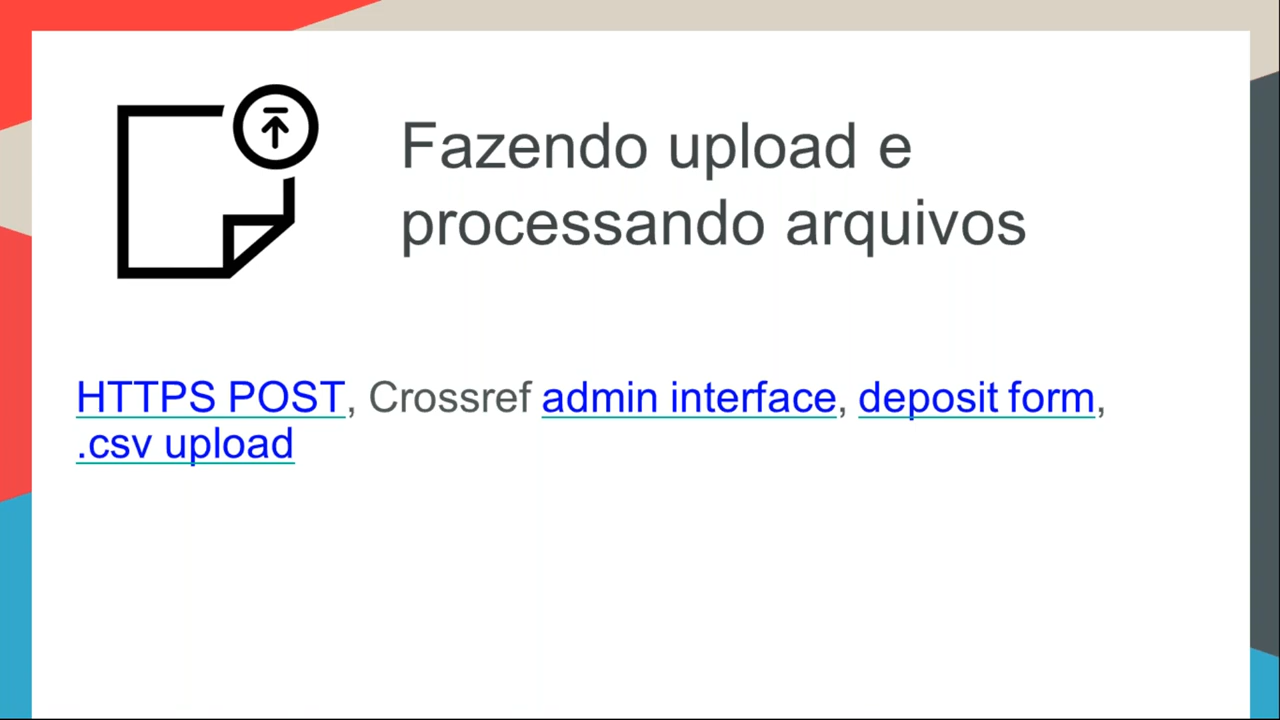 Fazendo upload e
processando arquivos
HTTPS POST, Crossref admin interface, deposit form,
.csv upload